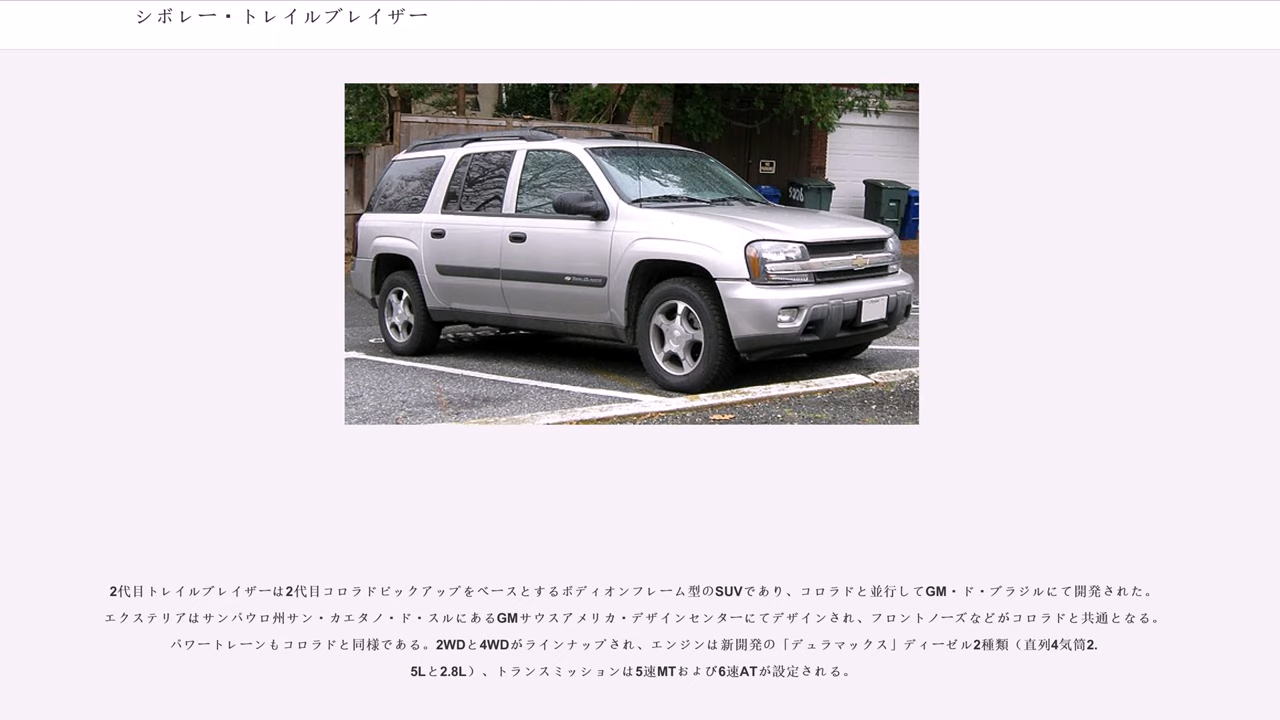 シボレー・トレイルブレイザー
2代目トレイルブレイザーは2代目コロラドピックアップをベースとするボディオンフレーム型のSUVであり、コロラドと並行してGM・ド・ブラジルにて開発された。
エクステリアはサンパウロ州サン・カエタノ・ド・スルにあるGMサウスアメリカ・デザインセンターにてデザインされ、フロントノーズなどがコロラドと共通となる。
パワートレーンもコロラドと同様である。2WDと4WDがラインナップされ、エンジンは新開発の「デュラマックス」ディーゼル2種類（直列4気筒2.
5Lと2.8L）、トランスミッションは5速MTおよび6速ATが設定される。